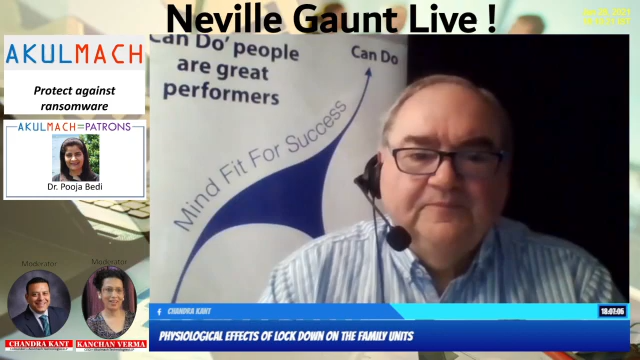 Neville Gaunt Live !
AKULMACH
Protect against
ransomware
AKULMACH=PATRONS
Dr. Pooja Bedi
Can Do' people
are great
performers
Can Do
Mind Fit For Success
Moderator
Moderator
CHANDRA KANT
KANCHAN VERMA
CHANDRA KANT
18:07:05
PHYSIOLOGICAL EFFECTS OF LOCK DOWN ON THE FAMILY UNITS